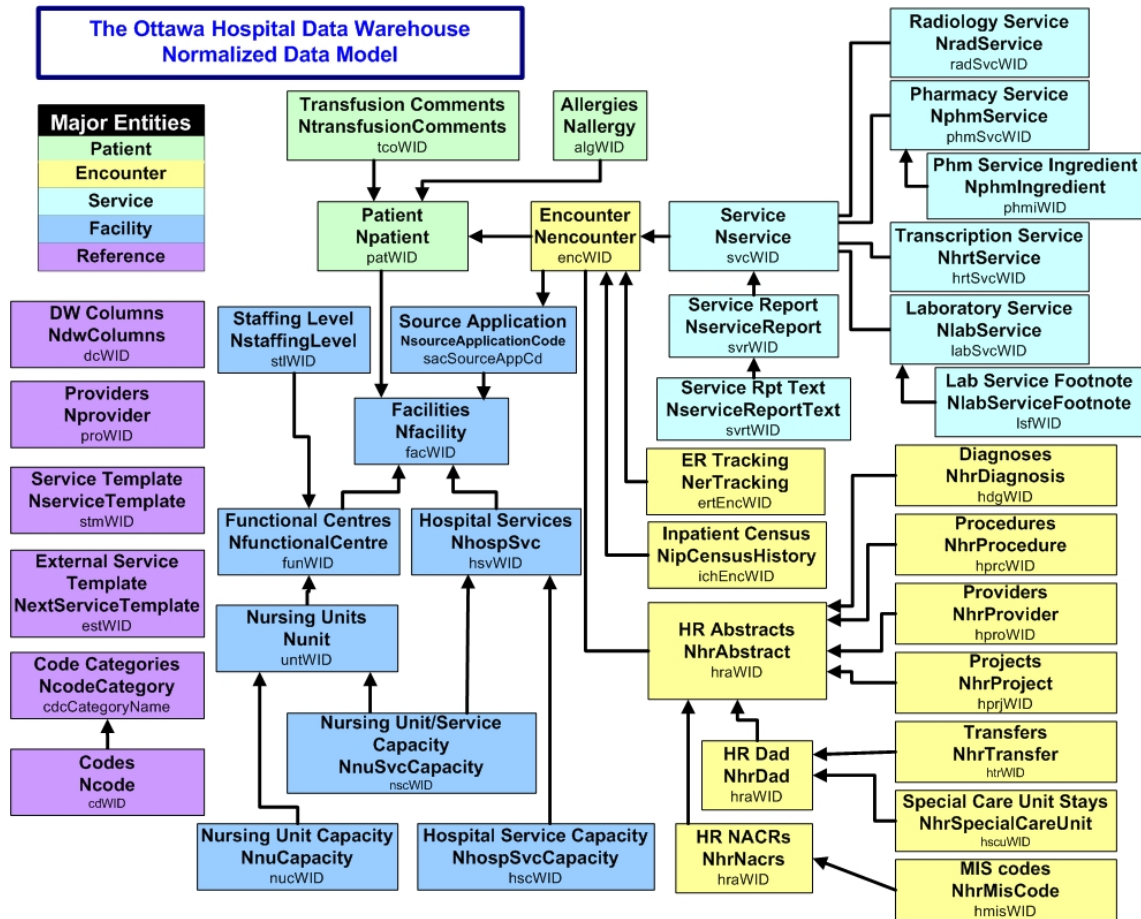 The Ottawa Hospital Data Warehouse
Normalized Data Model
Major Entities
Patient
Encounter
Service
Facility
Reference
Transfusion Comments
NtransfusionComments
tcoWID
Allergies
Nallergy
algWID
Patient
Npatient
patWID
Encounter
Nencounter
encWID
Service
Nservice
svcWID
Radiology Service
NradService
radSvcWID
Pharmacy Service
NphmService
phmSvcWID
Phm Service Ingredient
NphmIngredient
phmiWID
Transcription Service
NhrtService
hrtSvcWID
Laboratory Service
NlabService
labSvcWID
Lab Service Footnote
NlabServiceFootnote
lsfWID
Service Report
NserviceReport
svrWID
Service Rpt Text
NserviceReportText
svrtWID
DW Columns
NdwColumns
dcWID
Providers
Nprovider
proWID
Service Template
NserviceTemplate
stmWID
External Service
Template
NextServiceTemplate
estWID
Code Categories
NcodeCategory
cdcCategoryName
Codes
Ncode
cdWID
Staffing Level
NstaffingLevel
stlWID
Source Application
NsourceApplicationCode
sacSourceAppCd
Facilities
Nfacility
facWID
Functional Centres
NfunctionalCentre
funWID
Hospital Services
NhospSvc
hsvWID
Nursing Units
Nunit
untWID
Nursing Unit/Service
Capacity
NnuSvcCapacity
nscWID
Nursing Unit Capacity
NnuCapacity
nucWID
Hospital Service Capacity
NhospSvcCapacity
hscWID
ER Tracking
NerTracking
ertEncWID
Inpatient Census
NipCensusHistory
ichEncWID
HR Abstracts
NhrAbstract
hraWID
HR Dad
NhrDad
hraWID
HR NACRs
NhrNacrs
hraWID
Diagnoses
NhrDiagnosis
hdgWID
Procedures
NhrProcedure
hprcWID
Providers
NhrProvider
hproWID
Projects
NhrProject
hprjWID
Transfers
NhrTransfer
htrWID
Special Care Unit Stays
NhrSpecialCareUnit
hscuWID
MIS codes
NhrMisCode
hmisWID